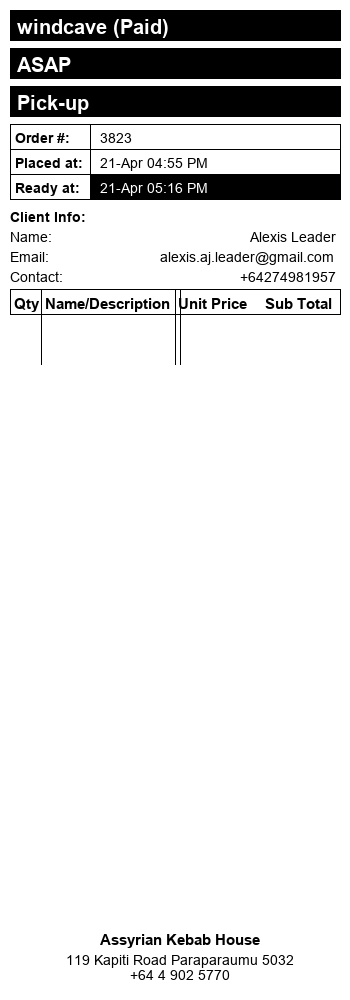 windcave (Paid)
ASAP
Pick-up
Order #: 3823
Placed at: 21-Apr 04:55 PM
Ready at: 21-Apr 05:16 PM
Client Info:
Name: Alexis Leader
Email: alexis.aj.leader@gmail.com
Contact: +64274981957
Qty Name/Description Unit Price Sub Total
Assyrian Kebab House
119 Kapiti Road Paraparaumu 5032
+64 4 902 5770